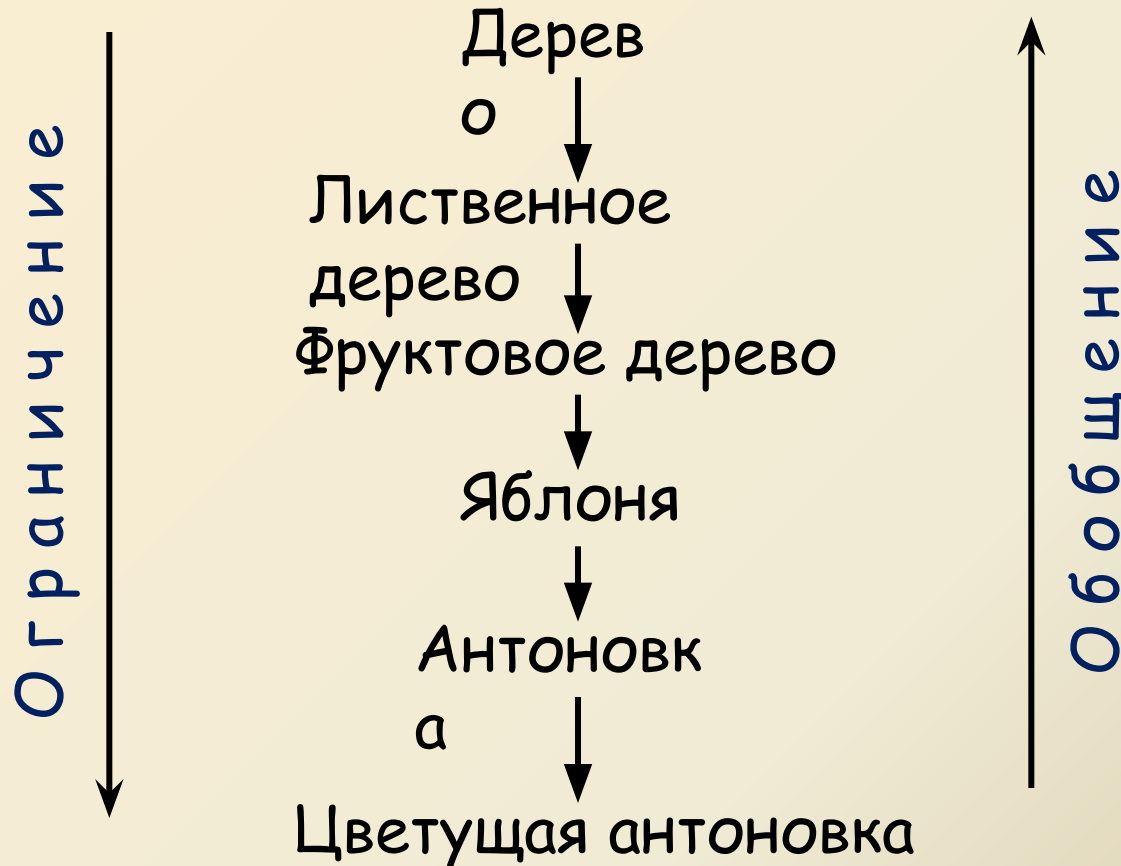 Ограничение
Дерев
о
Лиственное
дерево
Фруктовое дерево
Яблоня
Антоновк
а
Цветущая антоновка
Обобщение